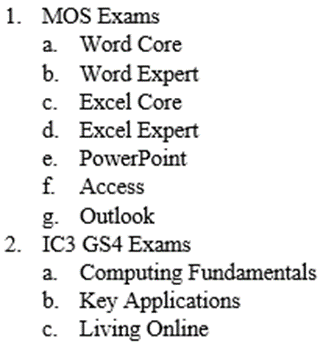 1. MOS Exams
a. Word Core
b. Word Expert
c. Excel Core
d. Excel Expert
e. PowerPoint
f. Access
g. Outlook
2. IC3 GS4 Exams
a. Computing Fundamentals
b. Key Applications
c. Living Online